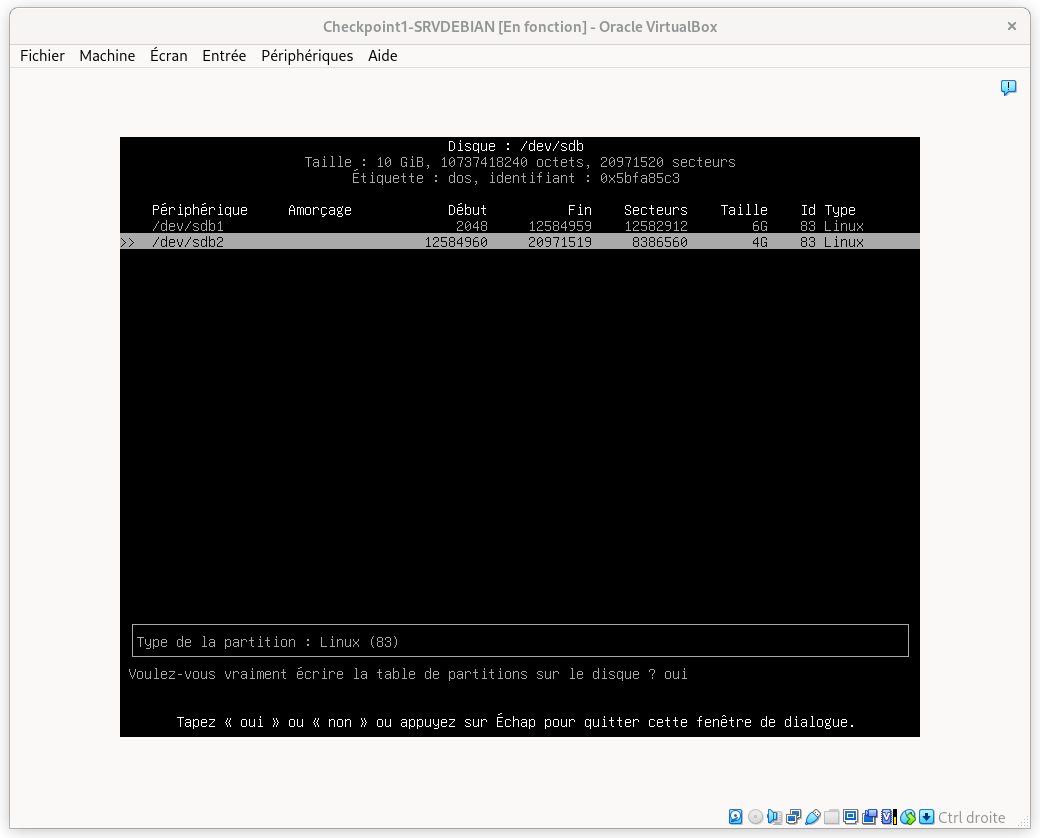 Checkpoint1-SRVDEBIAN [En fonction] - Oracle VirtualBox
Fichier Machine Écran Entrée Périphériques Aide
Disque : /dev/sdb
Taille : 10 GiB, 10737418240 octets, 20971520 secteurs
Étiquette : dos, identifiant : 0x5bfa85c3
Périphérique Amorçage Début Fin Secteurs Taille Id Type
/dev/sdb1 2048 12584959 12582912 6G 83 Linux
>> /dev/sdb2 12584960 20971519 8386560 4G 83 Linux
Type de la partition : Linux (83)
Voulez-vous vraiment écrire la table de partitions sur le disque ? oui
Tapez « oui » ou « non » ou appuyez sur Échap pour quitter cette fenêtre de dialogue.
Ctrl droite